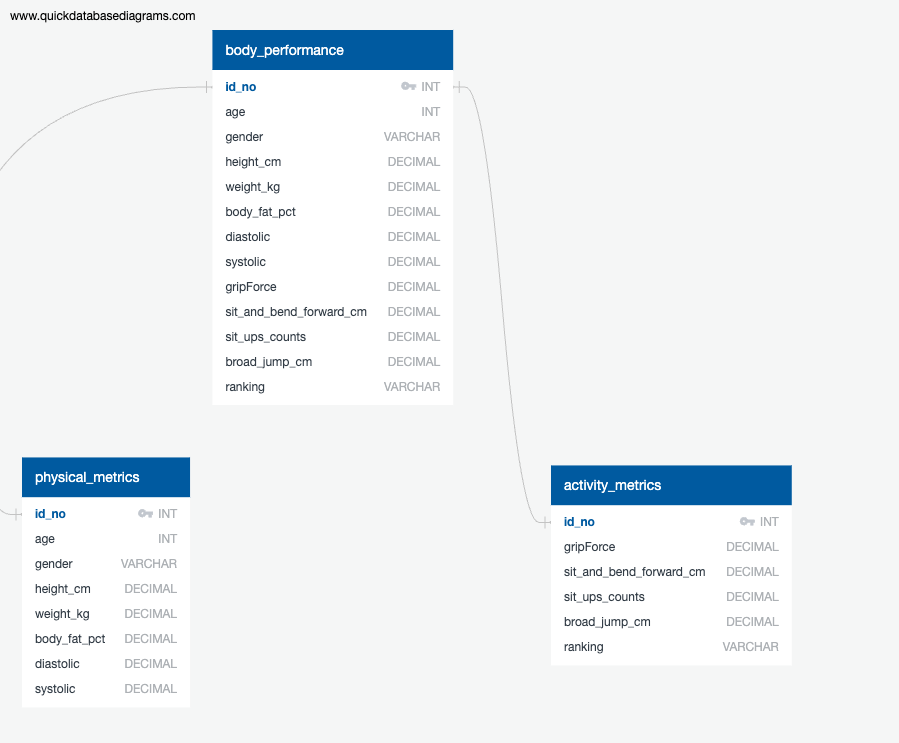 www.quickdatabasediagrams.com
body_performance
id_no INT
age INT
gender VARCHAR
height_cm DECIMAL
weight_kg DECIMAL
body_fat_pct DECIMAL
diastolic DECIMAL
systolic DECIMAL
gripForce DECIMAL
sit_and_bend_forward_cm DECIMAL
sit_ups_counts DECIMAL
broad_jump_cm DECIMAL
ranking VARCHAR
physical_metrics
id_no INT
age INT
gender VARCHAR
height_cm DECIMAL
weight_kg DECIMAL
body_fat_pct DECIMAL
diastolic DECIMAL
systolic DECIMAL
activity_metrics
id_no INT
gripForce DECIMAL
sit_and_bend_forward_cm DECIMAL
sit_ups_counts DECIMAL
broad_jump_cm DECIMAL
ranking VARCHAR